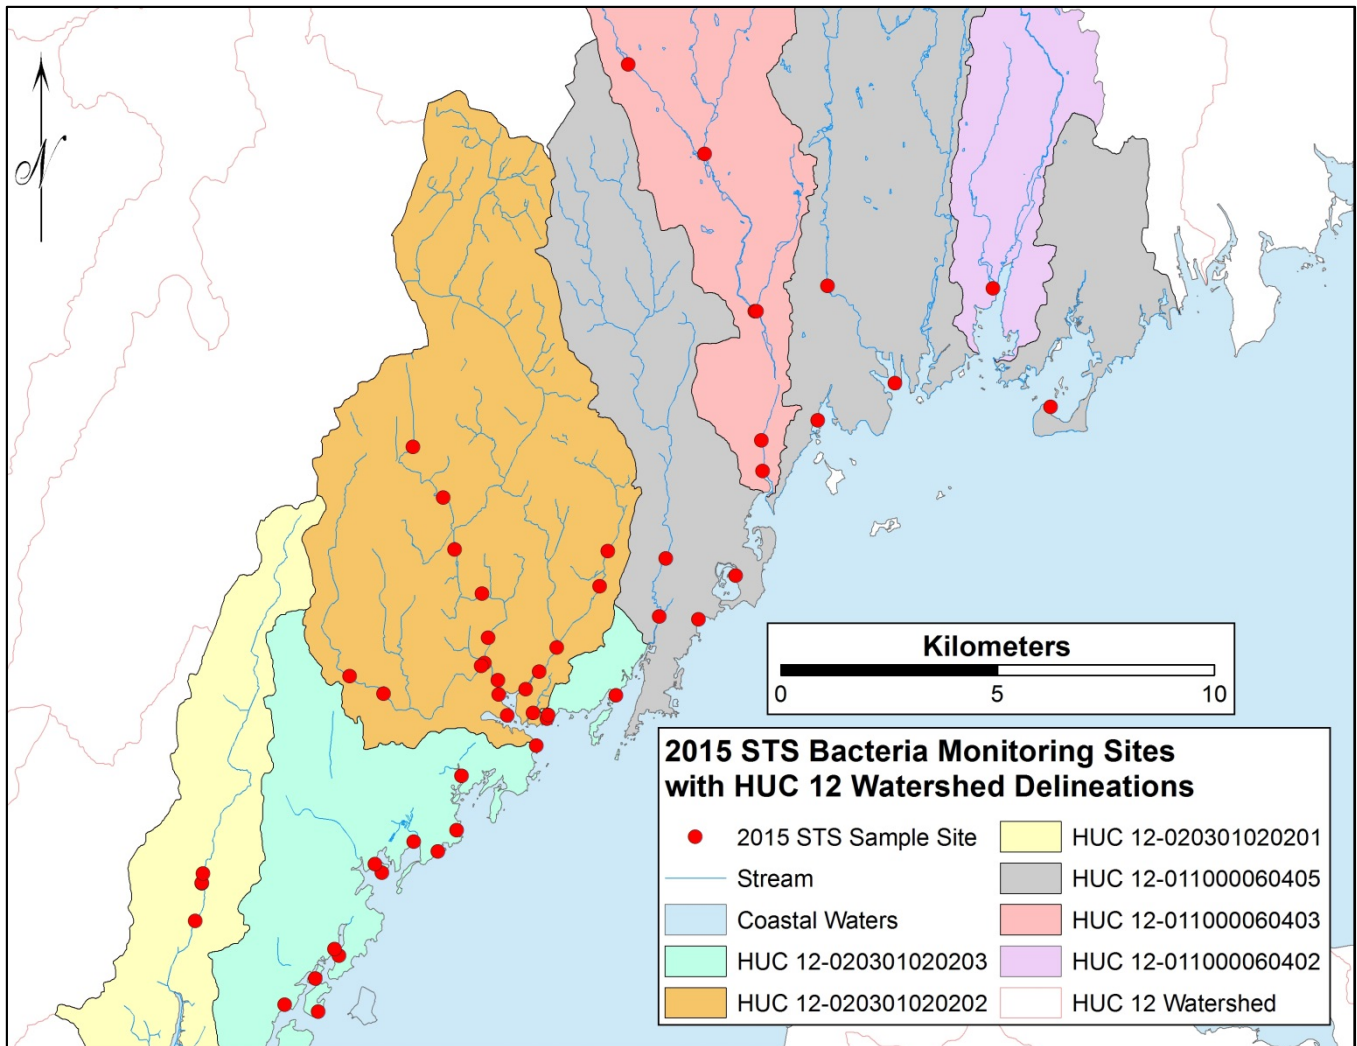 N
Kilometers
0 5 10
2015 STS Bacteria Monitoring Sites
with HUC 12 Watershed Delineations
2015 STS Sample Site
Stream
Coastal Waters
HUC 12-020301020203
HUC 12-020301020202
HUC 12-020301020201
HUC 12-011000060405
HUC 12-011000060403
HUC 12-011000060402
HUC 12 Watershed